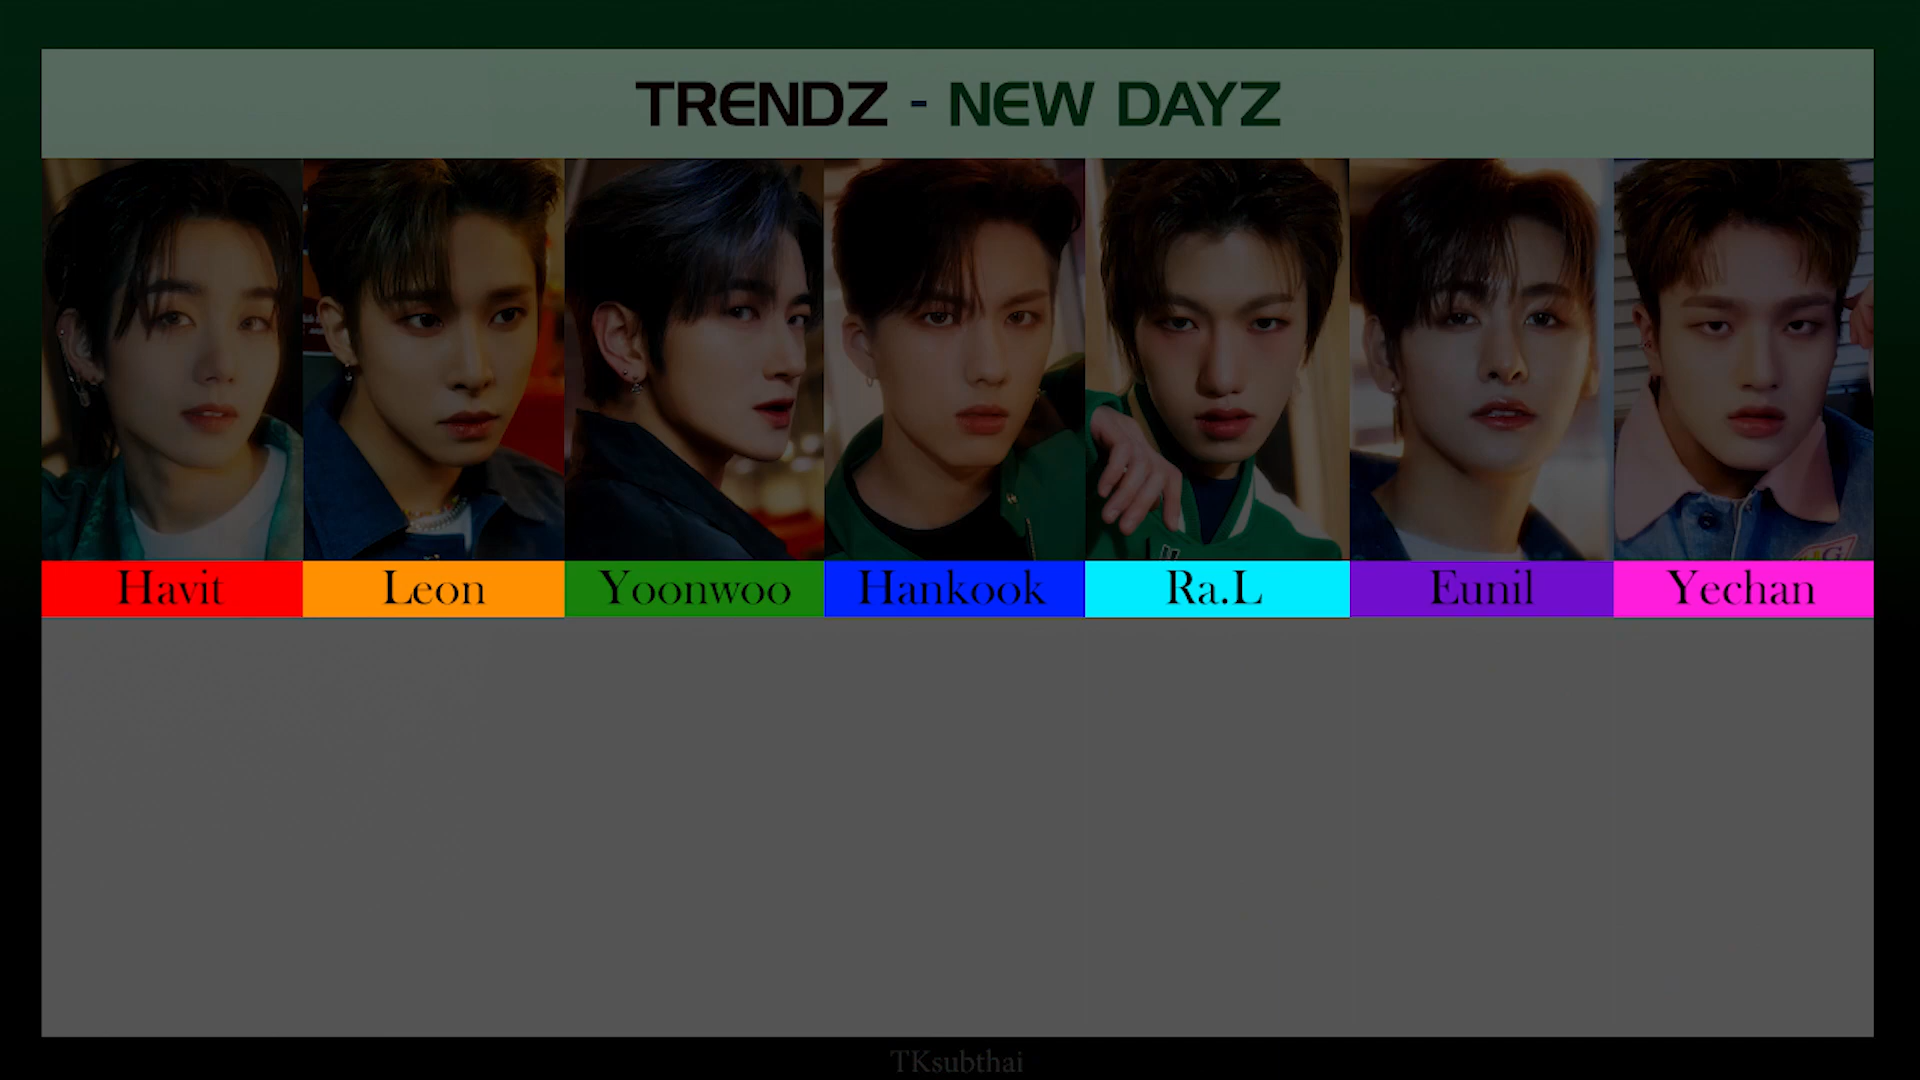 TRENDZ - NEW DAYZ
Havit Leon Yoonwoo Hankook Ra.L Eunil Yechan
TKsubthai